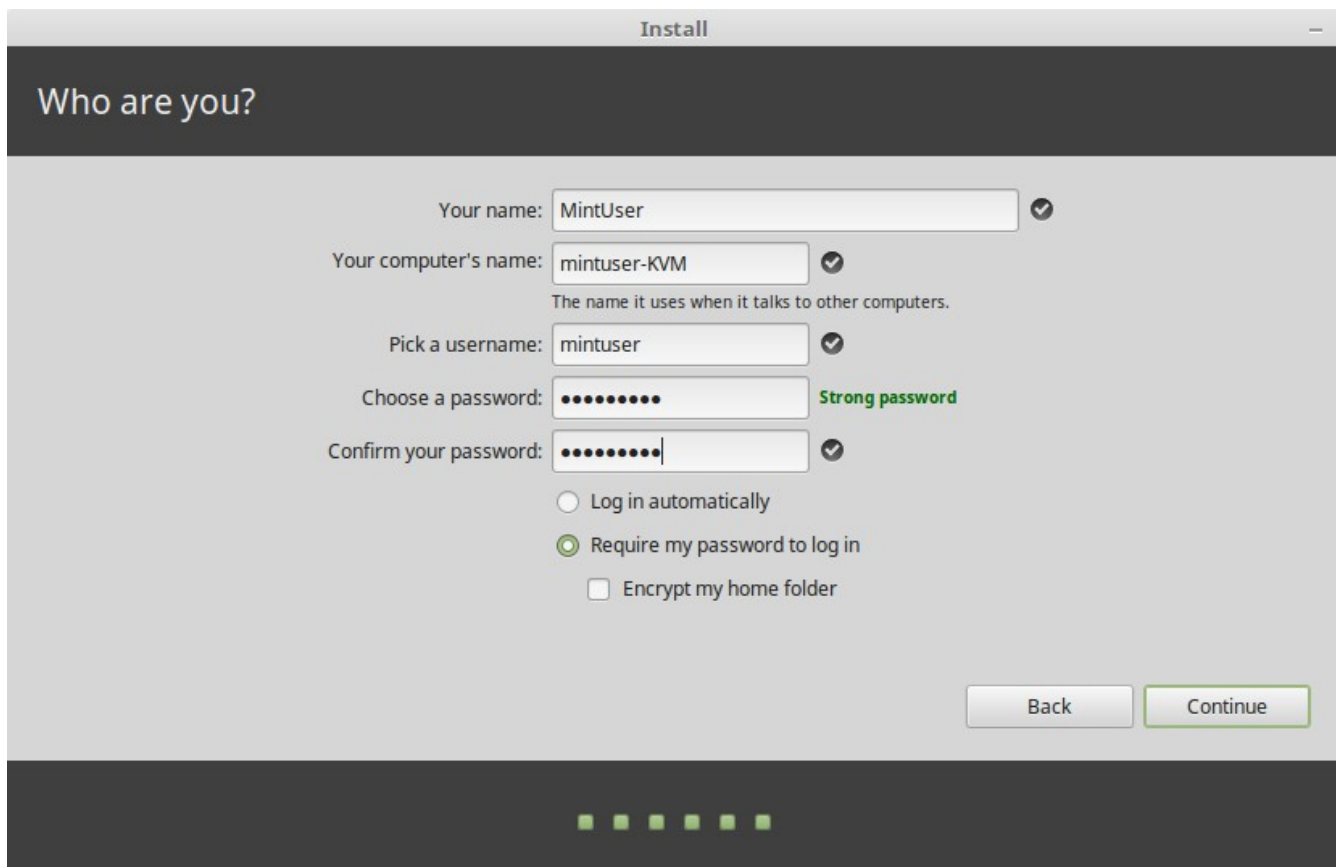 Install
Who are you?
Your name: MintUser
Your computer's name: mintuser-KVM
The name it uses when it talks to other computers.
Pick a username: mintuser
Choose a password: ●●●●●●●●● Strong password
Confirm your password: ●●●●●●●●●
Log in automatically
Require my password to log in
Encrypt my home folder
Back Continue